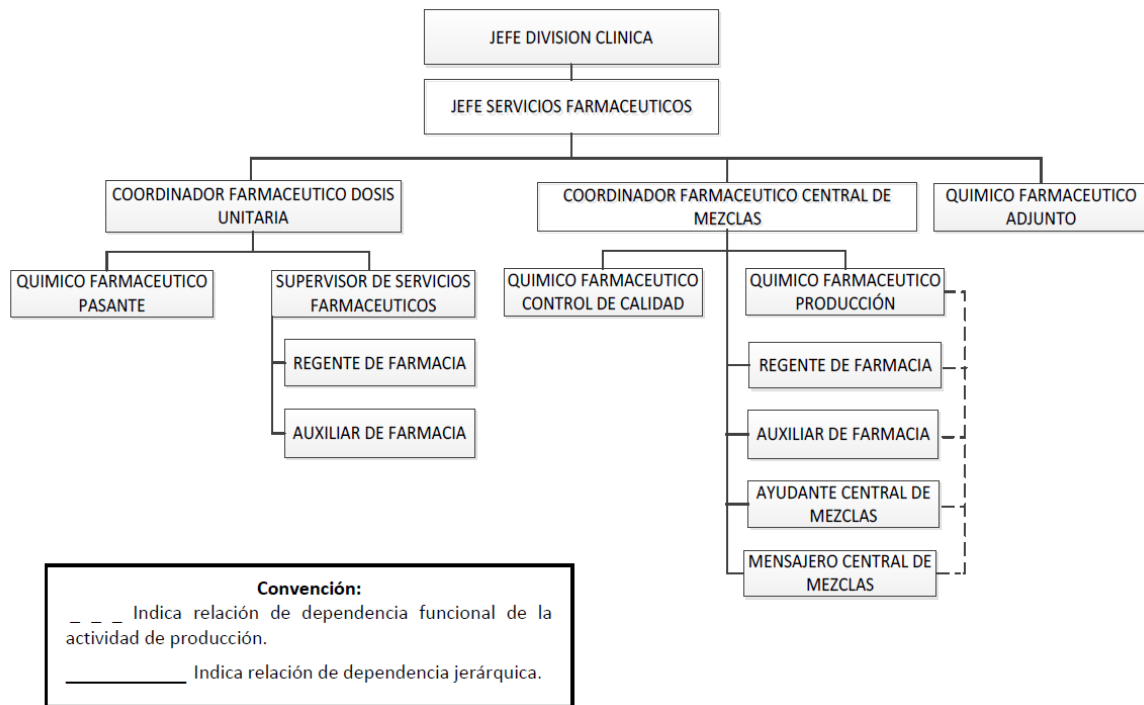 JEFE DIVISION CLINICA
JEFE SERVICIOS FARMACEUTICOS
COORDINADOR FARMACEUTICO DOSIS
UNITARIA
COORDINADOR FARMACEUTICO CENTRAL DE
MEZCLAS
QUIMICO FARMACEUTICO
ADJUNTO
QUIMICO FARMACEUTICO
PASANTE
SUPERVISOR DE SERVICIOS
FARMACEUTICOS
QUIMICO FARMACEUTICO
CONTROL DE CALIDAD
QUIMICO FARMACEUTICO
PRODUCCIÓN
REGENTE DE FARMACIA
REGENTE DE FARMACIA
AUXILIAR DE FARMACIA
AUXILIAR DE FARMACIA
AYUDANTE CENTRAL DE
MEZCLAS
MENSAJERO CENTRAL DE
MEZCLAS
Convención:
_ _ _ Indica relación de dependencia funcional de la
actividad de producción.
____________ Indica relación de dependencia jerárquica.